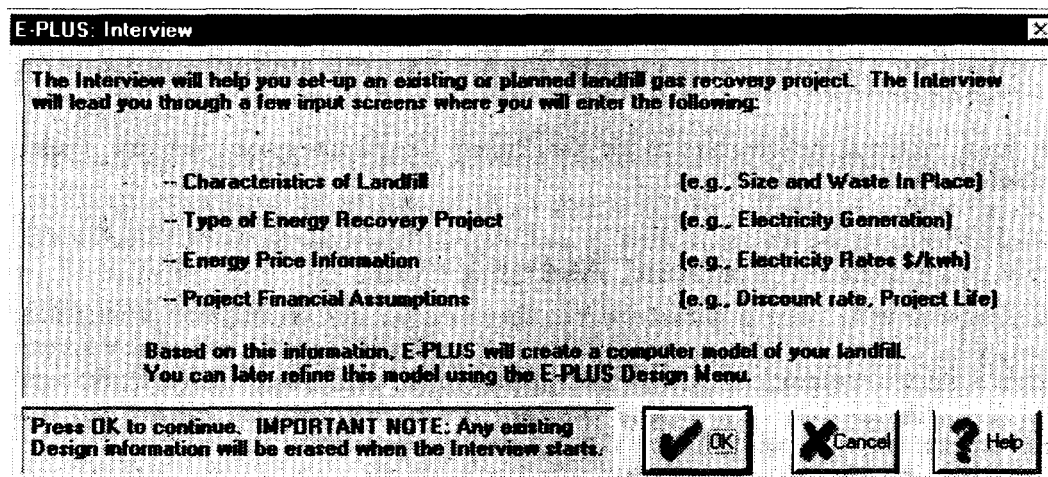 E-PLUS: Interview
The Interview will help you set-up an existing or planned landfill gas recovery project. The Interview
will lead you through a few input screens where you will enter the following:
-- Characteristics of Landfill (e.g., Size and Waste In Place)
-- Type of Energy Recovery Project (e.g., Electricity Generation)
-- Energy Price Information (e.g., Electricity Rates $/kwh)
-- Project Financial Assumptions (e.g., Discount rate, Project Life)
Based on this information, E-PLUS will create a computer model of your landfill.
You can later refine this model using the E-PLUS Design Menu.
Press OK to continue. IMPORTANT NOTE: Any existing
Design information will be erased when the Interview starts.
OK Cancel Help